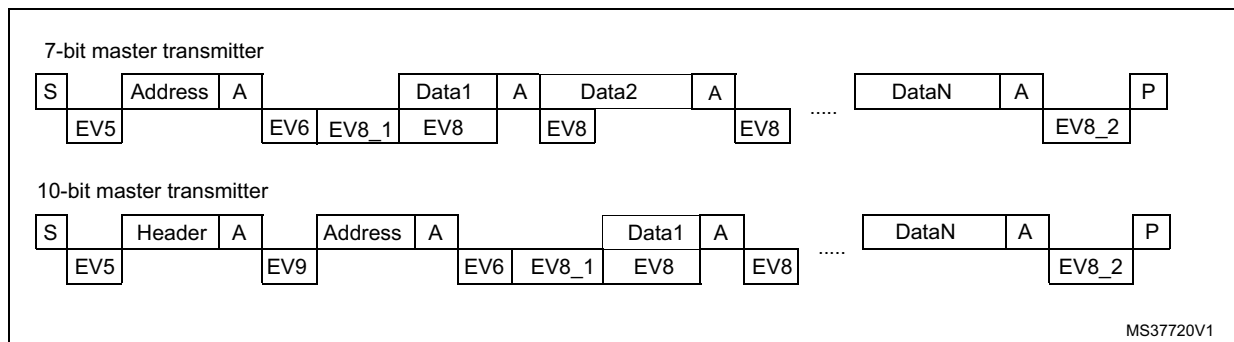 7-bit master transmitter
S Address A Data1 A Data2 A ..... DataN A P
EV5 EV6 EV8_1 EV8 EV8 EV8 EV8_2
10-bit master transmitter
S Header A Address A Data1 A ..... DataN A P
EV5 EV9 EV6 EV8_1 EV8 EV8 EV8_2
MS37720V1